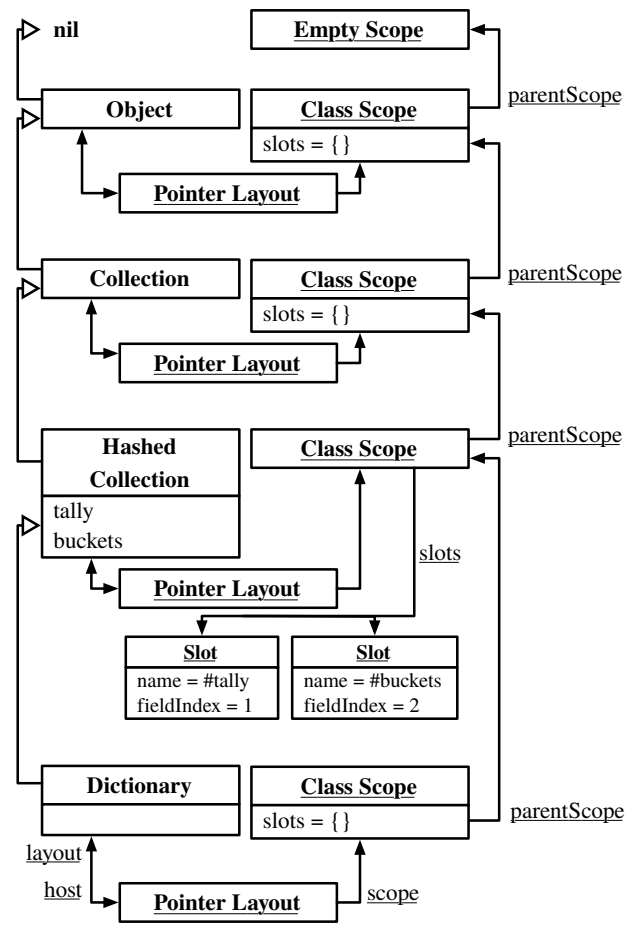 nil
Empty Scope
parentScope
Object
Class Scope
slots = {}
Pointer Layout
parentScope
Collection
Class Scope
slots = {}
Pointer Layout
parentScope
Hashed
Collection
Class Scope
tally
buckets
slots
Pointer Layout
Slot
name = #tally
fieldIndex = 1
Slot
name = #buckets
fieldIndex = 2
Dictionary
Class Scope
slots = {}
parentScope
layout
host
Pointer Layout
scope